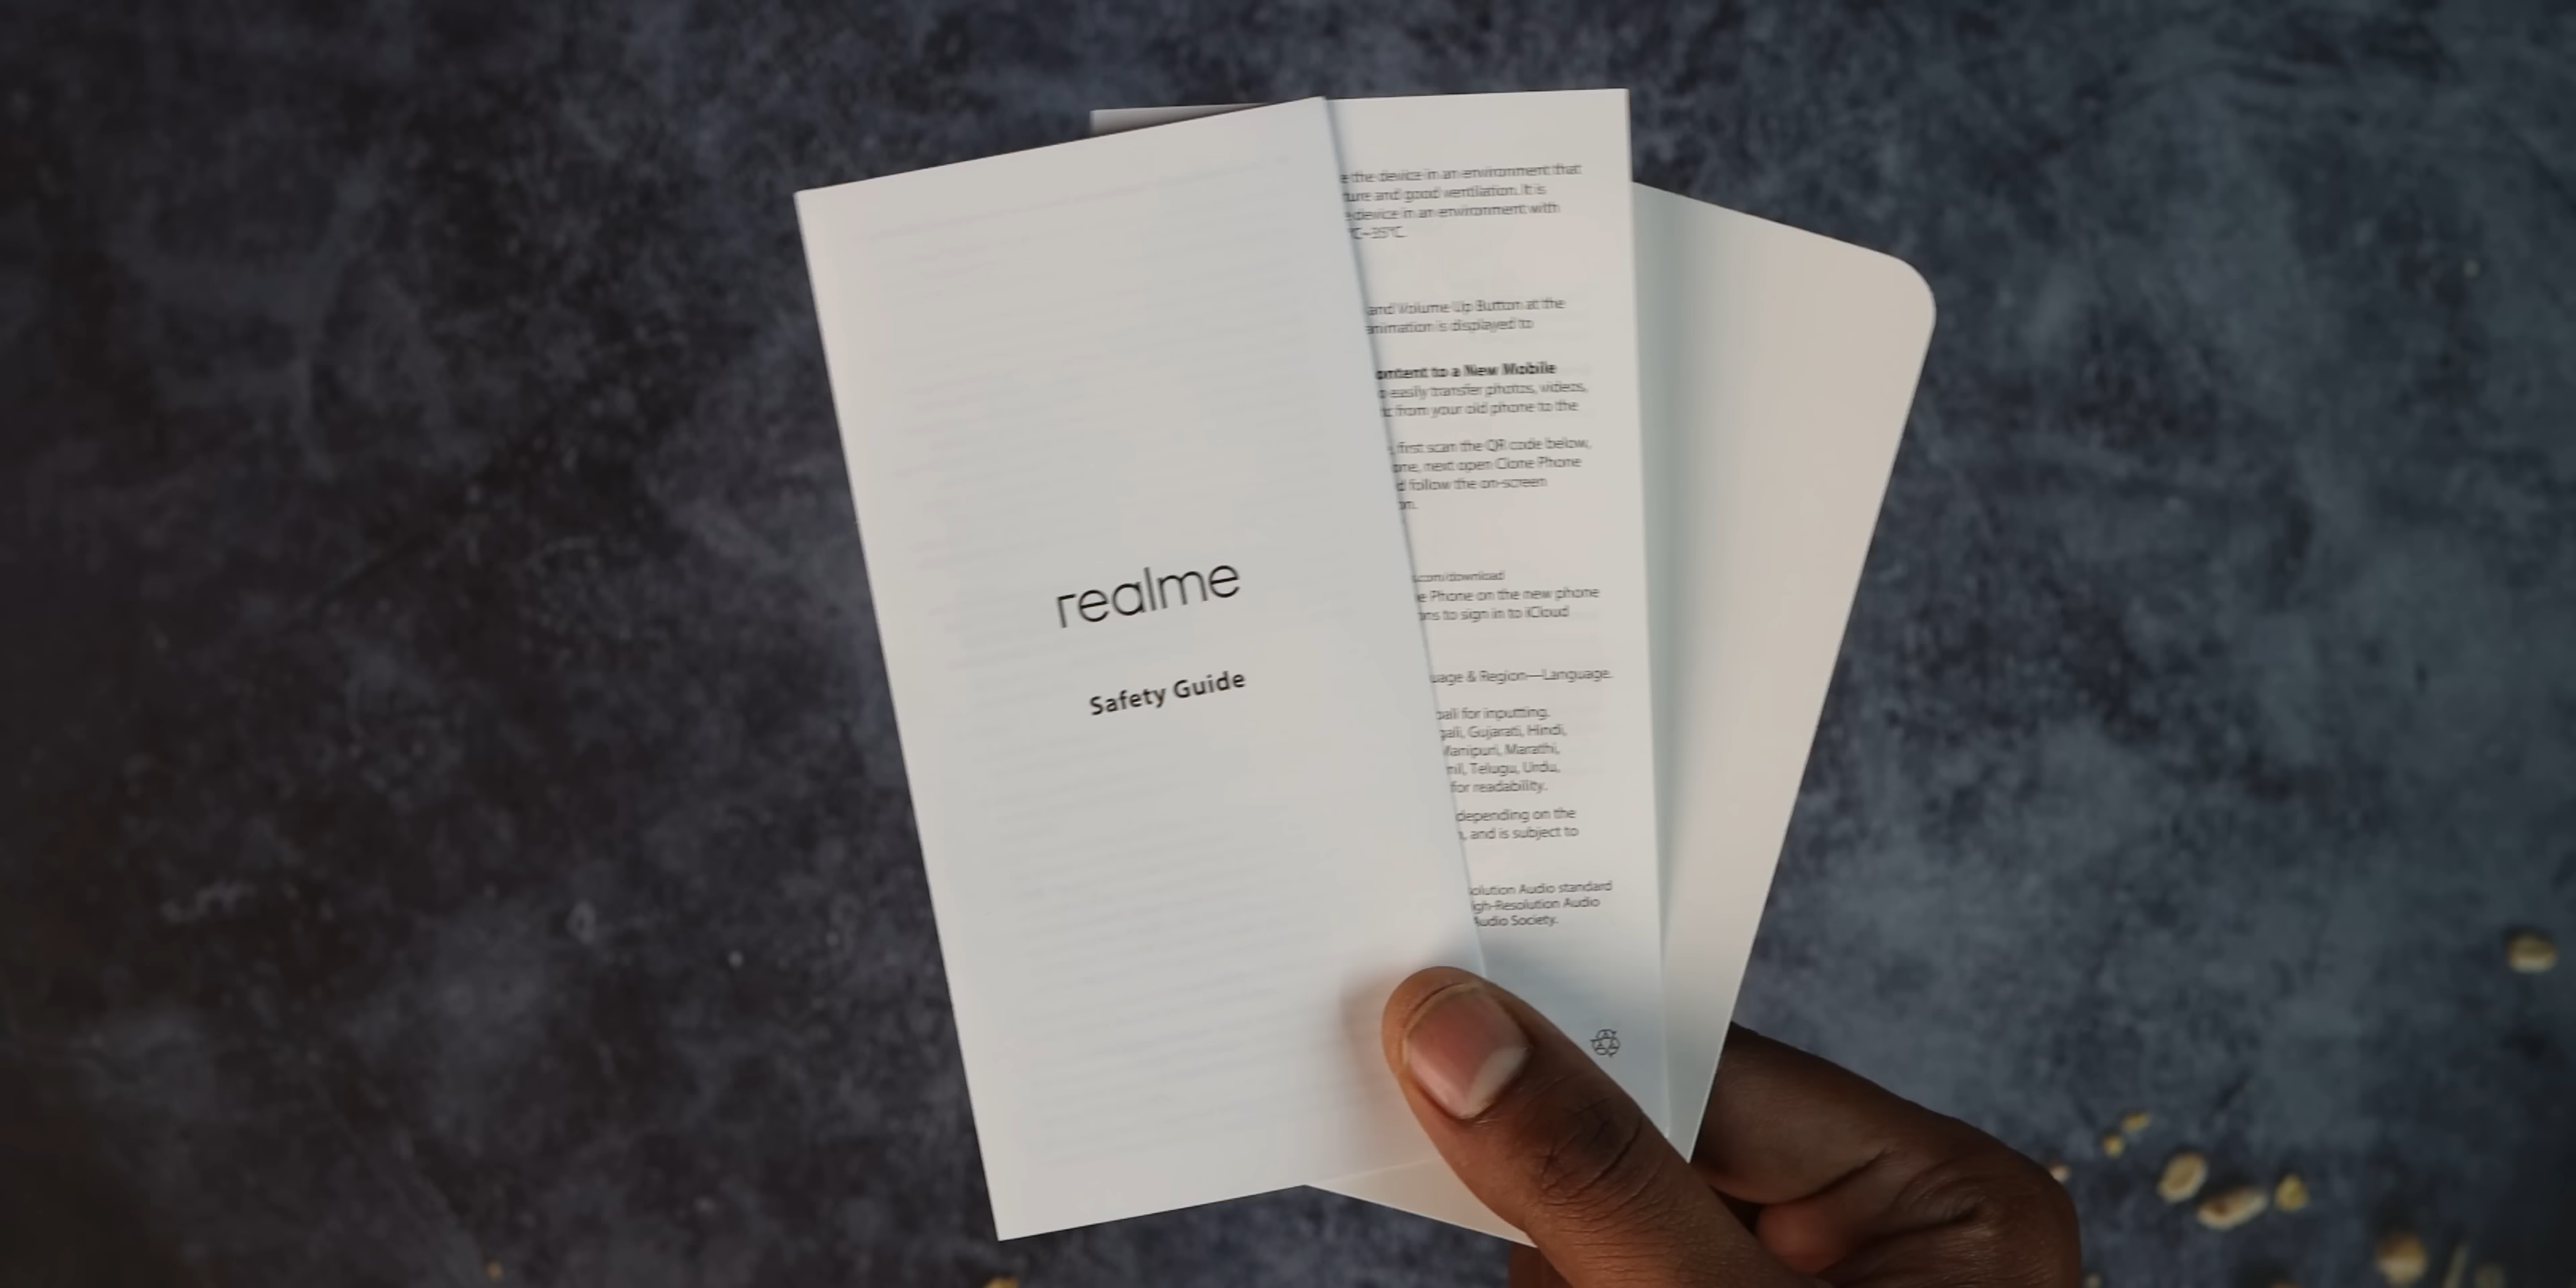 realme
Safety Guide
the device in an environment that
ture and good ventilation. It is
device in an environment with
°C~35°C.
and Volume Up Button at the
animation is displayed to
ontent to a New Mobile
easily transfer photos, videos,
from your old phone to the
first scan the QR code below,
next open Clone Phone
follow the on-screen
.com/download
e Phone on the new phone
ons to sign in to iCloud
uage & Region—Language.
for inputting.
gali, Gujarati, Hindi,
Manipuri, Marathi,
mil, Telugu, Urdu,
for readability.
depending on the
and is subject to
olution Audio standard
igh-Resolution Audio
Audio Society.